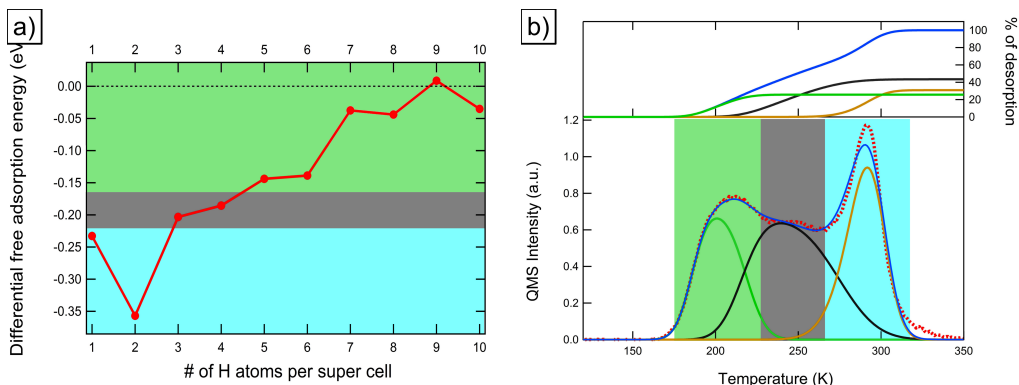 a)
1 2 3 4 5 6 7 8 9 10
Differential free adsorption energy (eV
0.00
-0.05
-0.10
-0.15
-0.20
-0.25
-0.30
-0.35
1 2 3 4 5 6 7 8 9 10
# of H atoms per super cell
b)
100
80
60
40
20
0
% of desorption
1.2
1.0
0.8
0.6
0.4
0.2
0.0
QMS Intensity (a.u.)
150 200 250 300 350
Temperature (K)